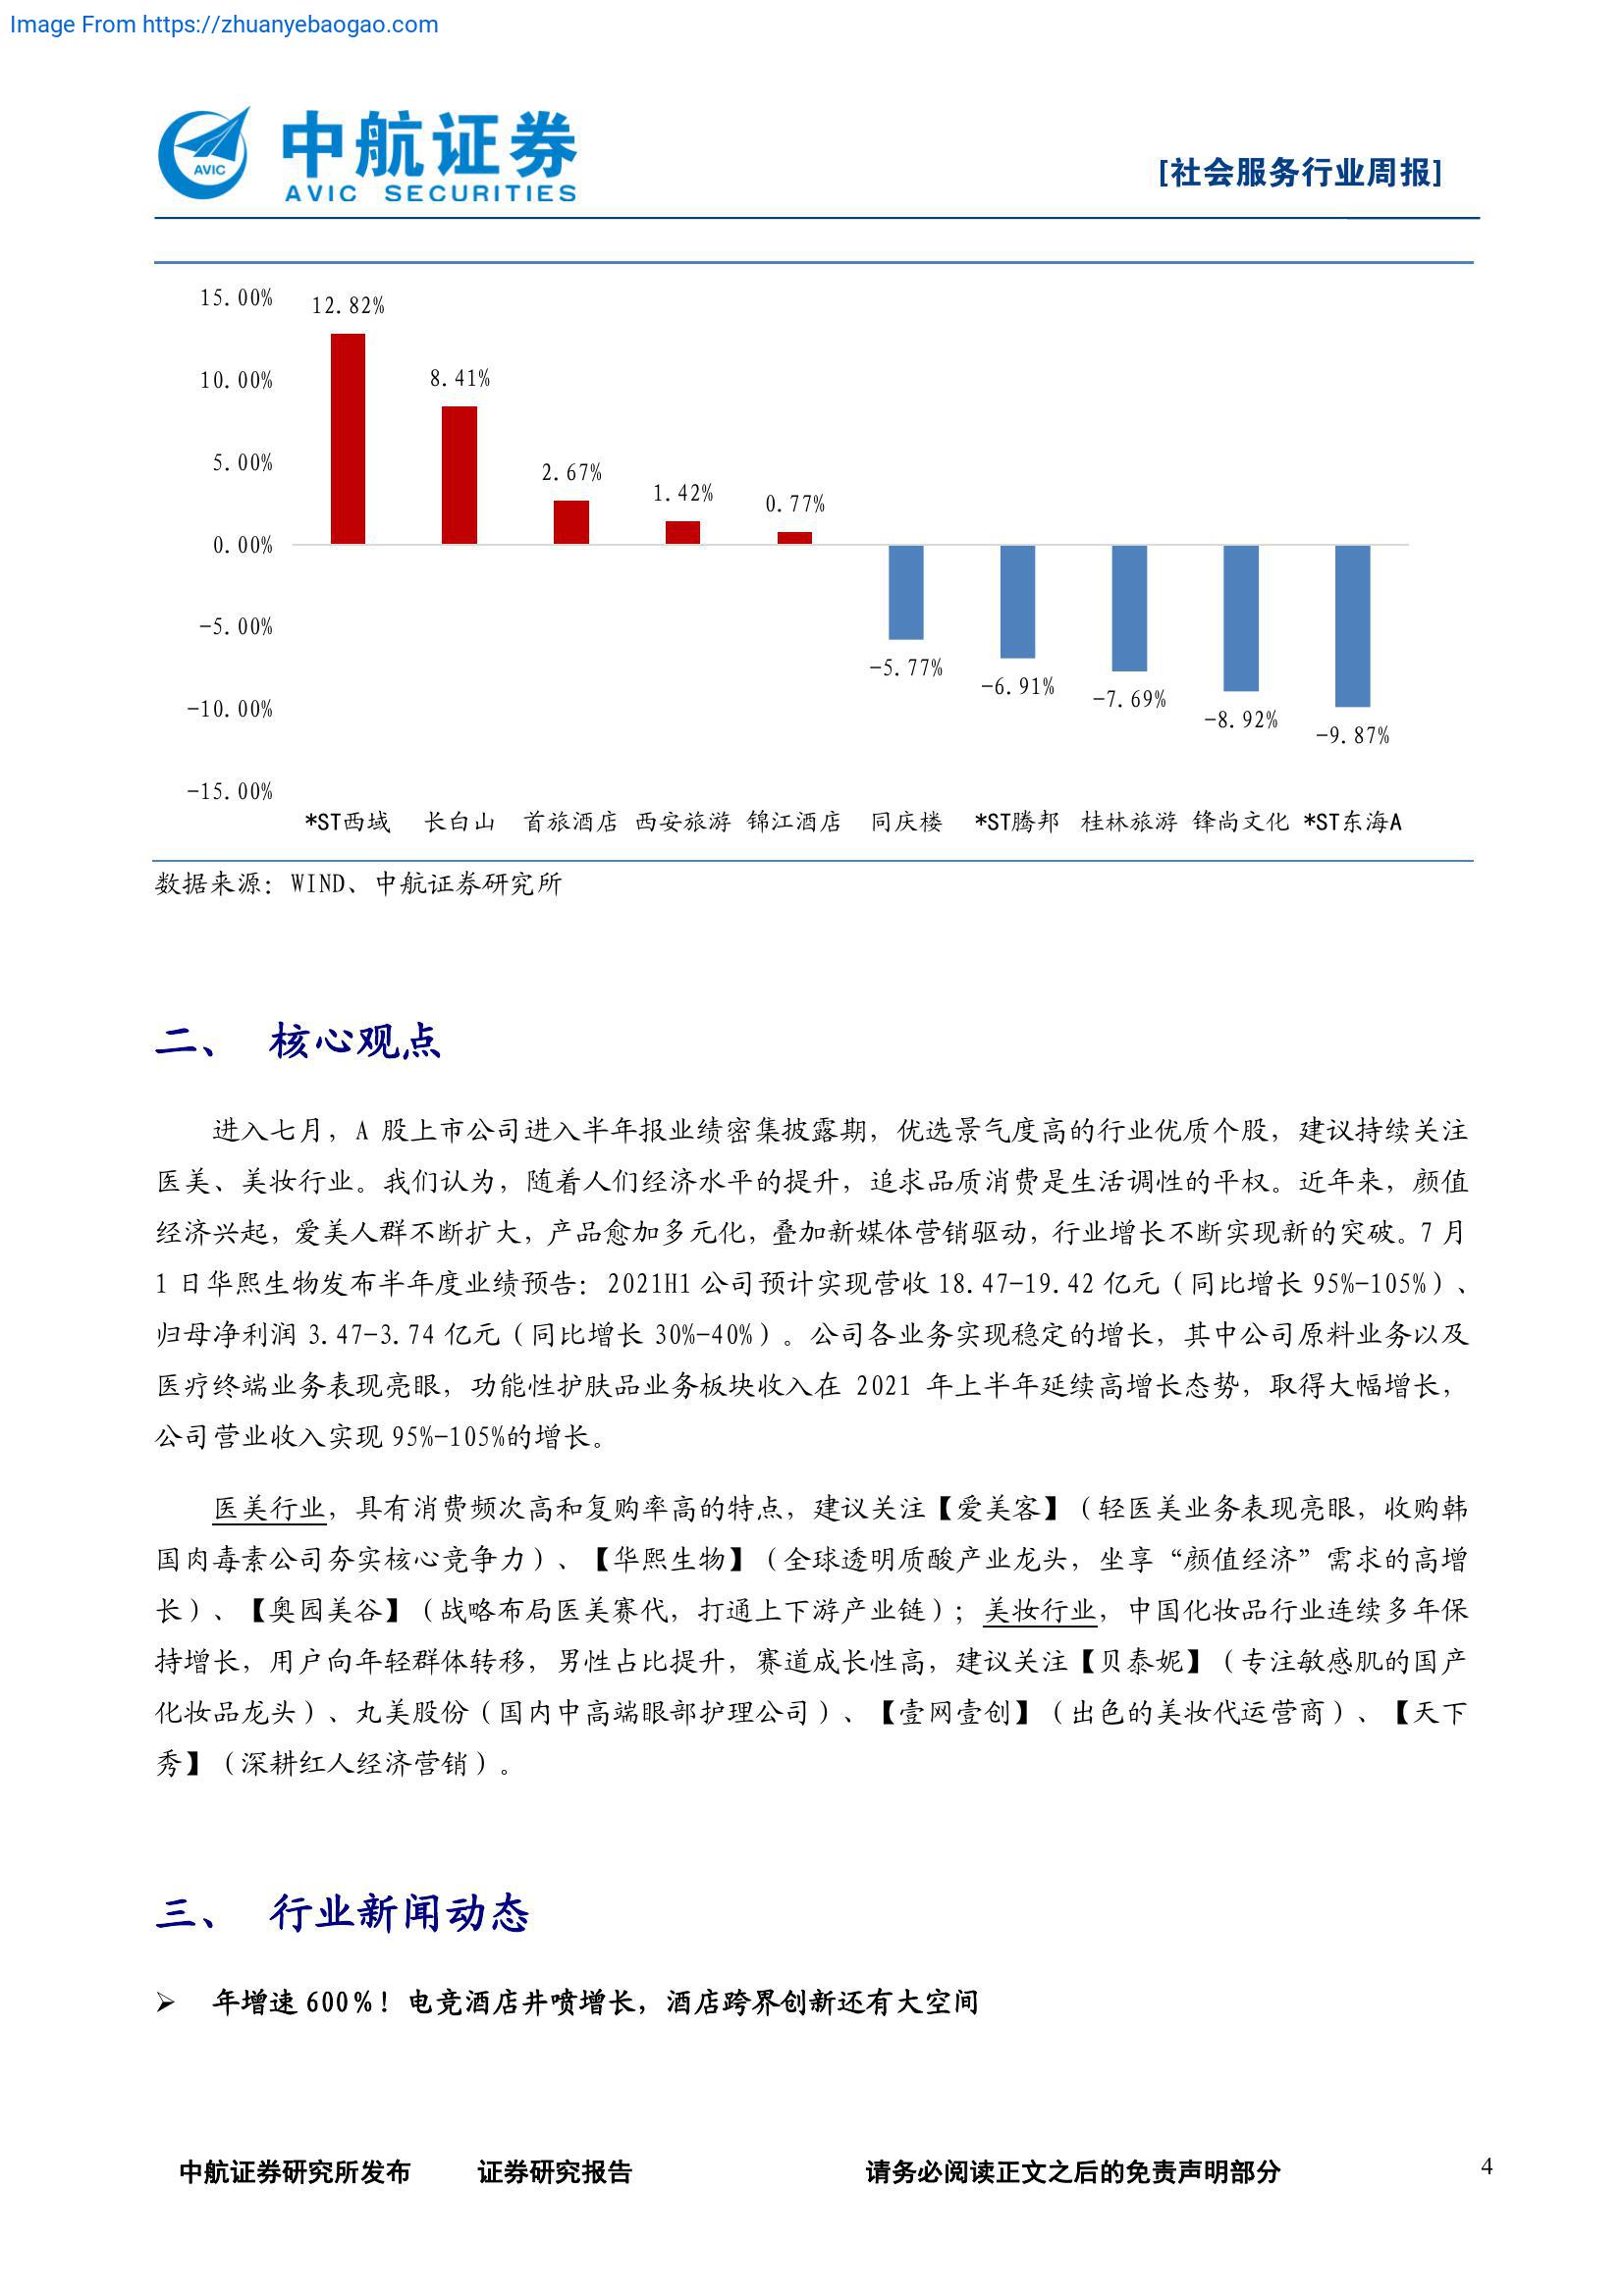 Image From https://zhuanyebaogao.com
AVIC
中航证券
AVIC SECURITIES
[社会服务行业周报]
15.00%
12.82%
10.00%
8.41%
5.00%
2.67%
1.42%
0.77%
0.00%
-5.00%
-5.77%
-6.91%
-7.69%
-8.92%
-9.87%
-10.00%
-15.00%
*ST西域 长白山 首旅酒店 西安旅游 锦江酒店 同庆楼 *ST腾邦 桂林旅游 锋尚文化 *ST东海A
数据来源：WIND、中航证券研究所
二、 核心观点
进入七月，A 股上市公司进入半年报业绩密集披露期，优选景气度高的行业优质个股，建议持续关注
医美、美妆行业。我们认为，随着人们经济水平的提升，追求品质消费是生活调性的平权。近年来，颜值
经济兴起，爱美人群不断扩大，产品愈加多元化，叠加新媒体营销驱动，行业增长不断实现新的突破。7 月
1 日华熙生物发布半年度业绩预告：2021H1 公司预计实现营收 18.47-19.42 亿元（同比增长 95%-105%）、
归母净利润 3.47-3.74 亿元（同比增长 30%-40%）。公司各业务实现稳定的增长，其中公司原料业务以及
医疗终端业务表现亮眼，功能性护肤品业务板块收入在 2021 年上半年延续高增长态势，取得大幅增长，
公司营业收入实现 95%-105%的增长。
医美行业，具有消费频次高和复购率高的特点，建议关注【爱美客】（轻医美业务表现亮眼，收购韩
国肉毒素公司夯实核心竞争力）、【华熙生物】（全球透明质酸产业龙头，坐享“颜值经济”需求的高增
长）、【奥园美谷】（战略布局医美赛代，打通上下游产业链）；美妆行业，中国化妆品行业连续多年保
持增长，用户向年轻群体转移，男性占比提升，赛道成长性高，建议关注【贝泰妮】（专注敏感肌的国产
化妆品龙头）、丸美股份（国内中高端眼部护理公司）、【壹网壹创】（出色的美妆代运营商）、【天下
秀】（深耕红人经济营销）。
三、 行业新闻动态
➢ 年增速 600%！电竞酒店井喷增长，酒店跨界创新还有大空间
中航证券研究所发布 证券研究报告 请务必阅读正文之后的免责声明部分 4